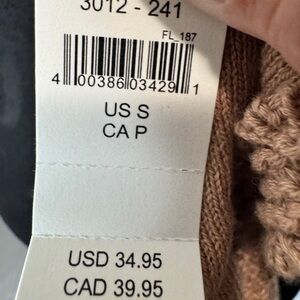 3012 - 241
FL_187
4 00386 03429 1
US S
CA P
USD 34.95
CAD 39.95